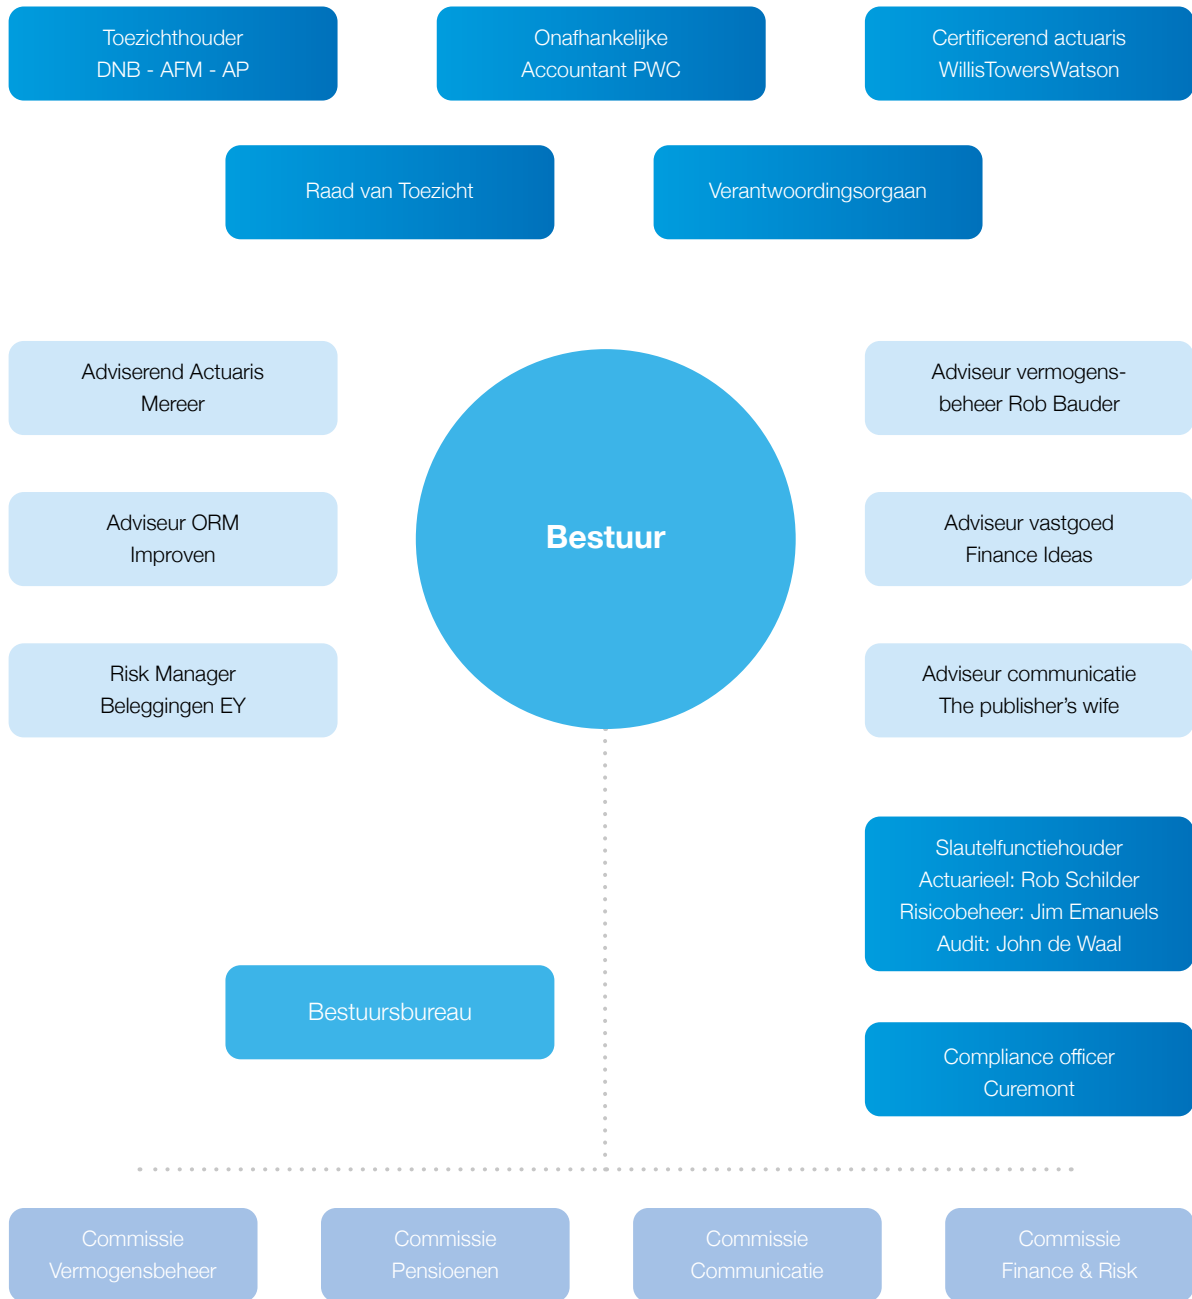 Toezichthouder
DNB - AFM - AP
Onafhankelijke
Accountant PWC
Certificerend actuaris
WillisTowersWatson
Raad van Toezicht
Verantwoordingsorgaan
Adviserend Actuaris
Mereer
Adviseur vermogens-
beheer Rob Bauder
Bestuur
Adviseur ORM
Improven
Adviseur vastgoed
Finance Ideas
Risk Manager
Beleggingen EY
Adviseur communicatie
The publisher's wife
Slautelfunctiehouder
Actuarieel: Rob Schilder
Risicobeheer: Jim Emanuels
Audit: John de Waal
Bestuursbureau
Compliance officer
Curemont
Commissie
Vermogensbeheer
Commissie
Pensioenen
Commissie
Communicatie
Commissie
Finance & Risk